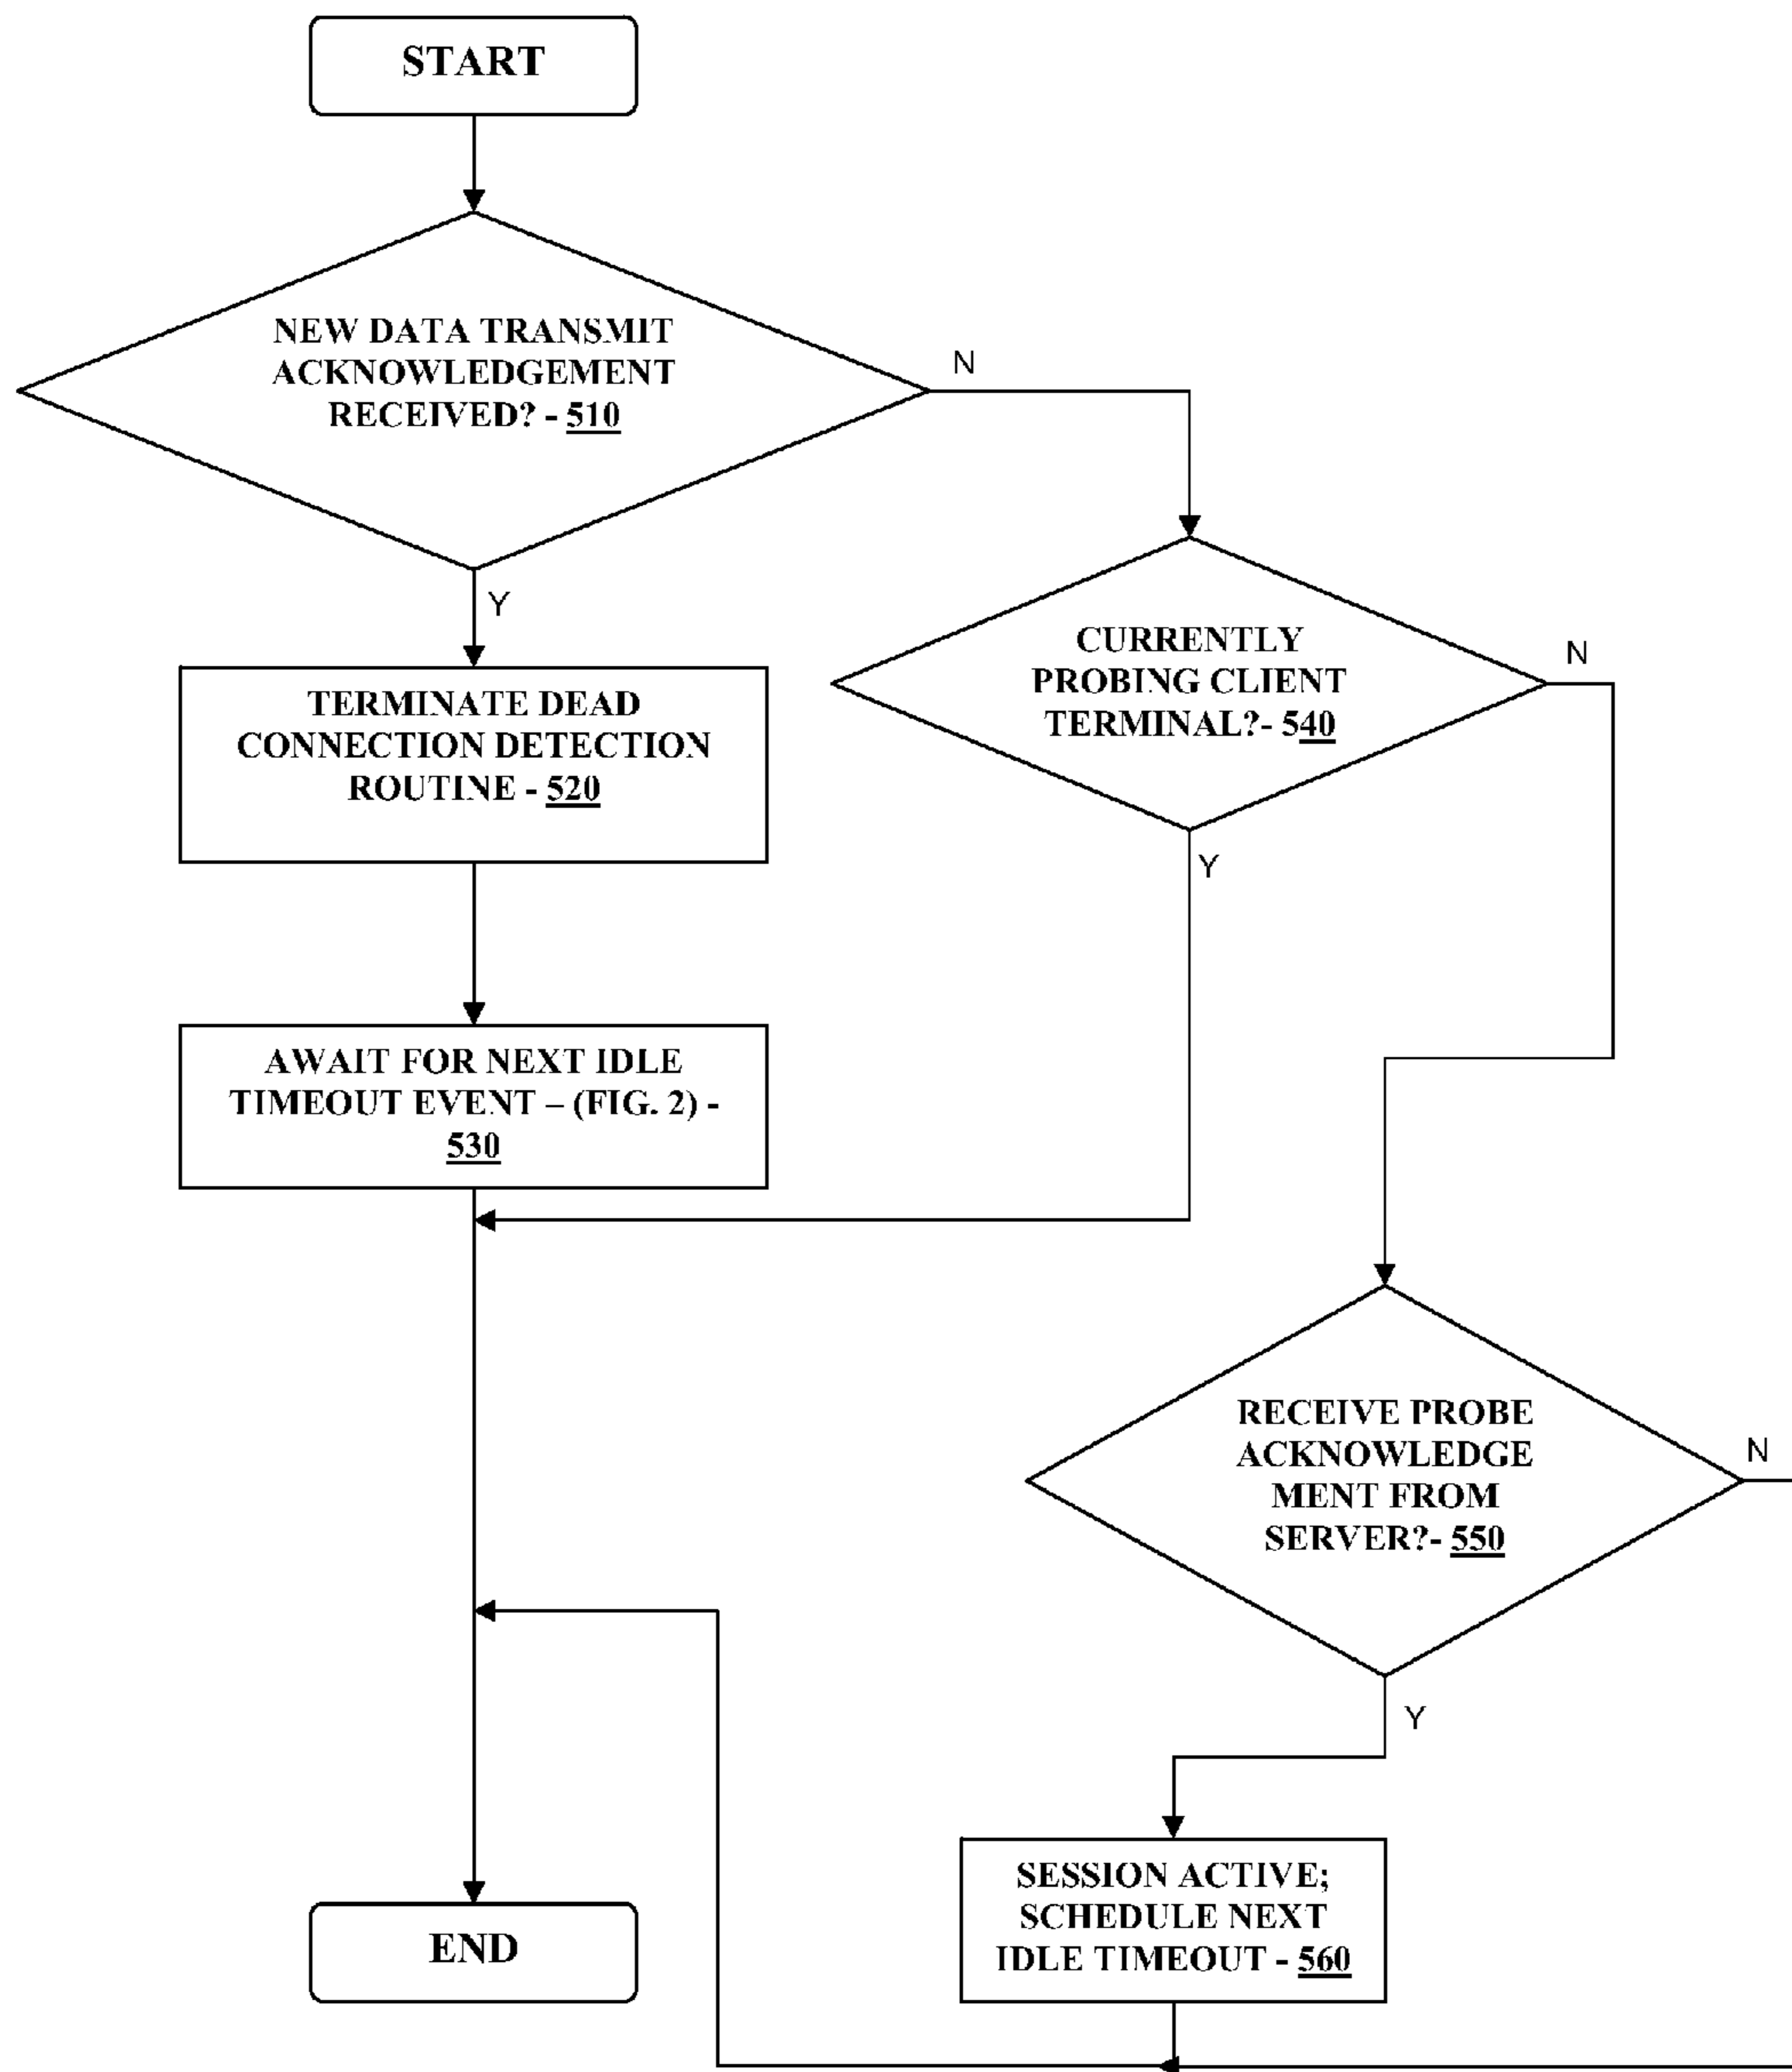 START
NEW DATA TRANSMIT
ACKNOWLEDGEMENT
RECEIVED? - 510
N
Y
TERMINATE DEAD
CONNECTION DETECTION
ROUTINE - 520
CURRENTLY
PROBING CLIENT
TERMINAL?- 540
N
Y
AWAIT FOR NEXT IDLE
TIMEOUT EVENT – (FIG. 2) -
530
RECEIVE PROBE
ACKNOWLEDGE
MENT FROM
SERVER?- 550
N
Y
SESSION ACTIVE;
SCHEDULE NEXT
IDLE TIMEOUT - 560
END